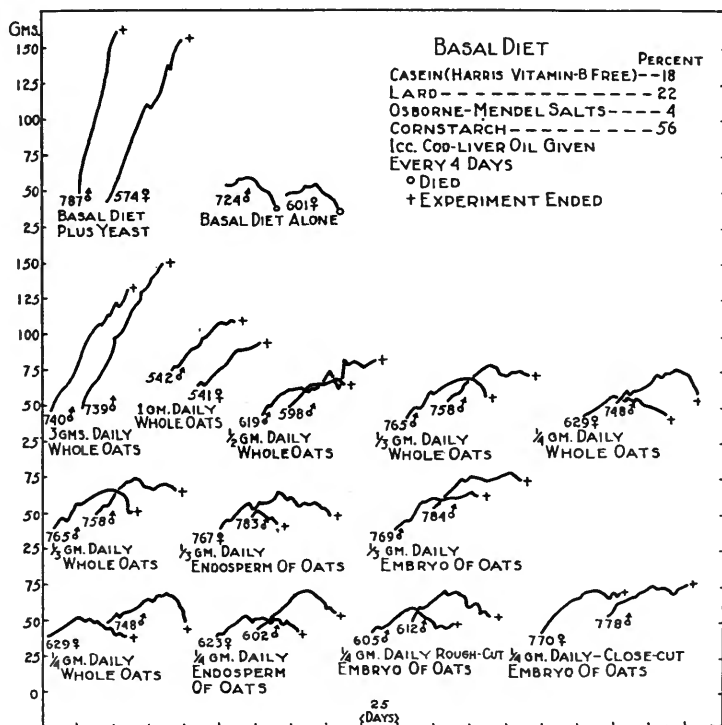 GMS.
150
125
100
75
50
25
0
BASAL DIET
PERCENT
CASEIN (HARRIS VITAMIN-B FREE)--18
LARD----------22
OSBORNE-MENDEL SALTS-----4
CORNSTARCH-----------56
1CC. COD-LIVER OIL GIVEN
EVERY 4 DAYS
o DIED
+ EXPERIMENT ENDED
787♂ 574♀
BASAL DIET
PLUS YEAST
724♂ 601♀
BASAL DIET ALONE
150
125
100
75
50
25
740♂ 739♂
3 GMS. DAILY
WHOLE OATS
542♂ 541♀
1 GM. DAILY
WHOLE OATS
619♂ 598♂
½ GM. DAILY
WHOLE OATS
765♂ 758♂
⅓ GM. DAILY
WHOLE OATS
629♀ 748♂
¼ GM. DAILY
WHOLE OATS
75
50
25
765♂ 758♂
⅓ GM. DAILY
WHOLE OATS
767♀ 783♂
⅓ GM. DAILY
ENDOSPERM OF OATS
769♂ 784♂
⅓ GM. DAILY
EMBRYO OF OATS
75
50
25
0
629♀ 748♂
¼ GM. DAILY
WHOLE OATS
623♀ 602♂
¼ GM. DAILY
ENDOSPERM
OF OATS
605♂ 612♂
¼ GM. DAILY ROUGH-CUT
EMBRYO OF OATS
770♀ 778♂
¼ GM. DAILY-CLOSE-CUT
EMBRYO OF OATS
25
{DAYS}